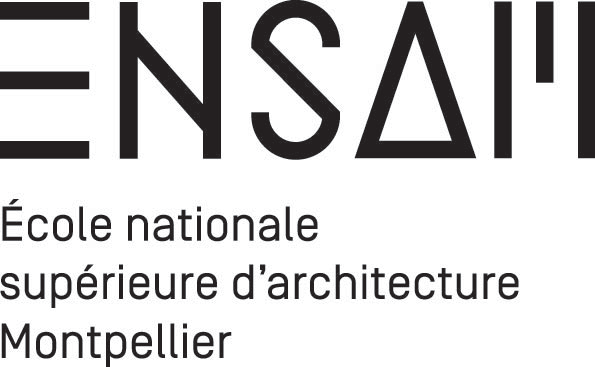 ENSAM
École nationale
supérieure d'architecture
Montpellier